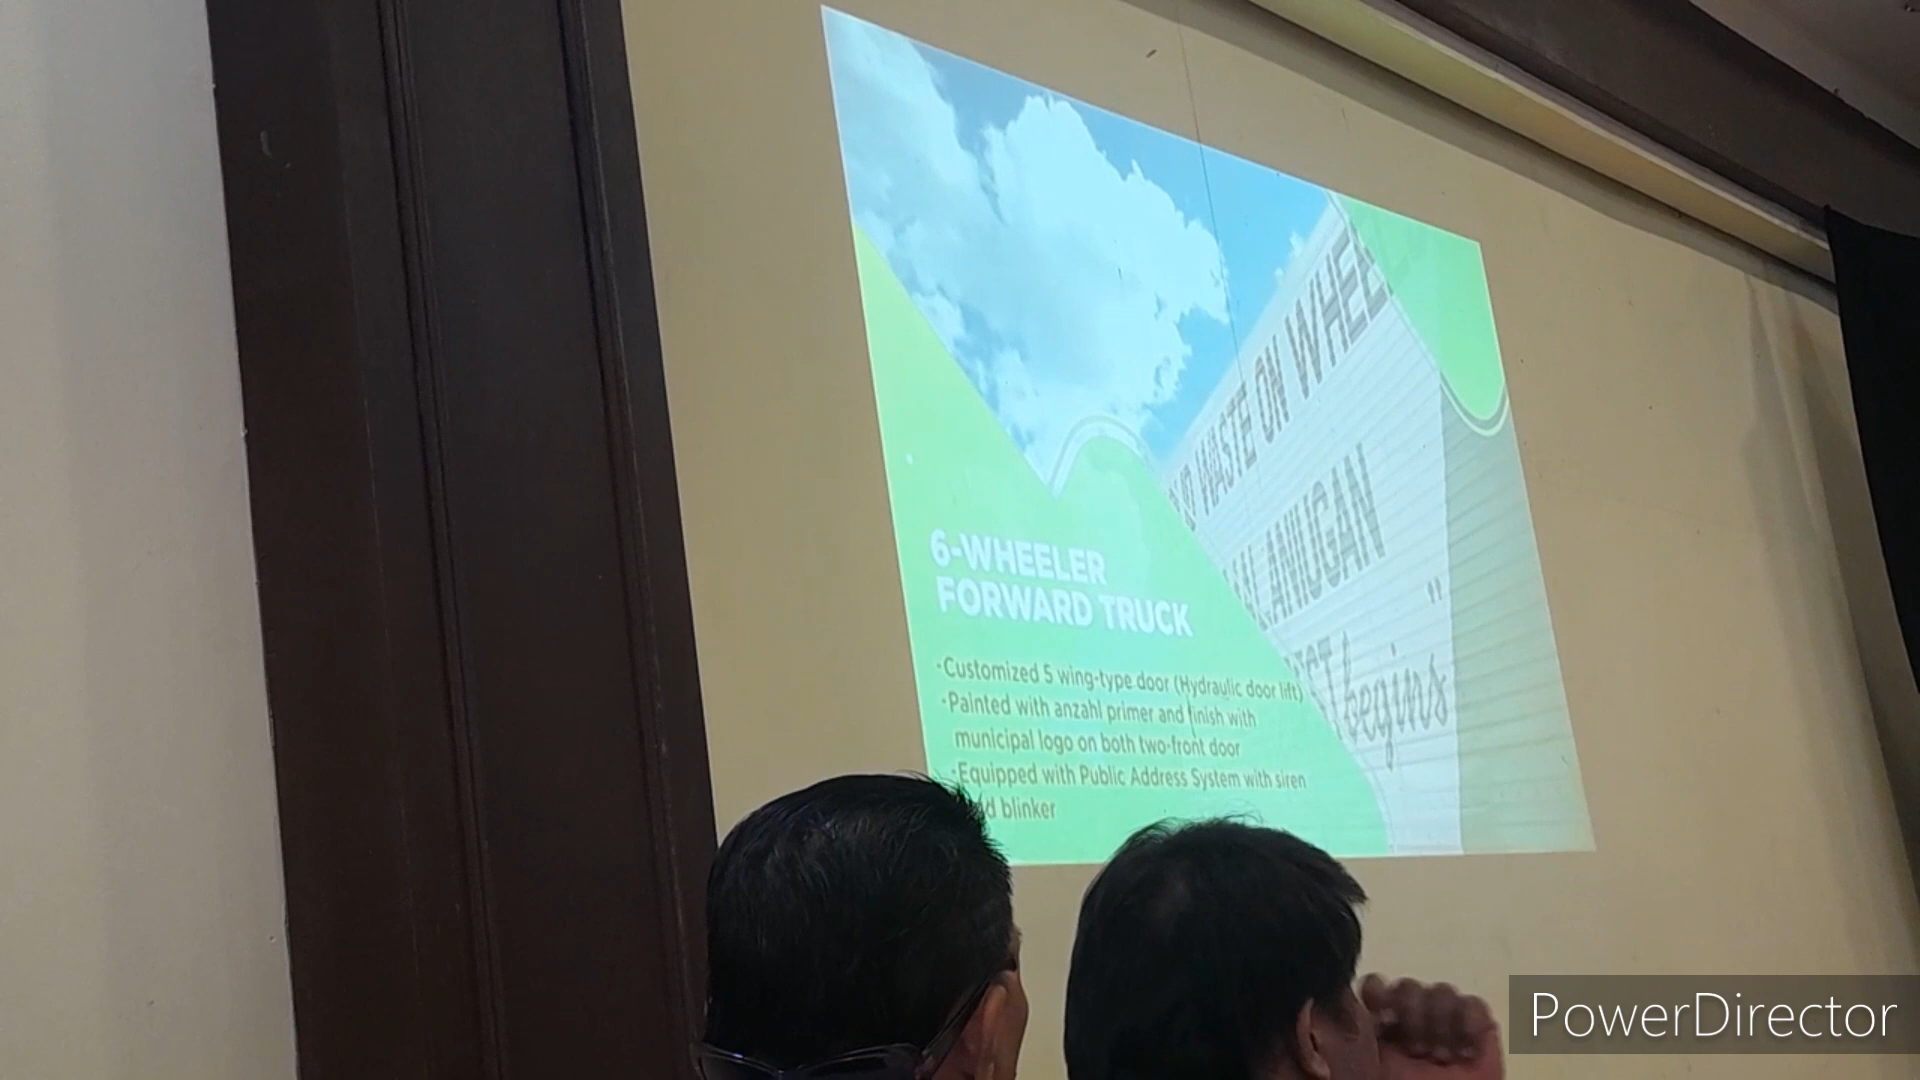 WASTE ON WHEE
6-WHEELER
FORWARD TRUCK
"
begins
-Customized 5 wing-type door (Hydraulic door lift)
-Painted with anzahl primer and finish with
municipal logo on both two-front door
-Equipped with Public Address System with siren
blinker
PowerDirector